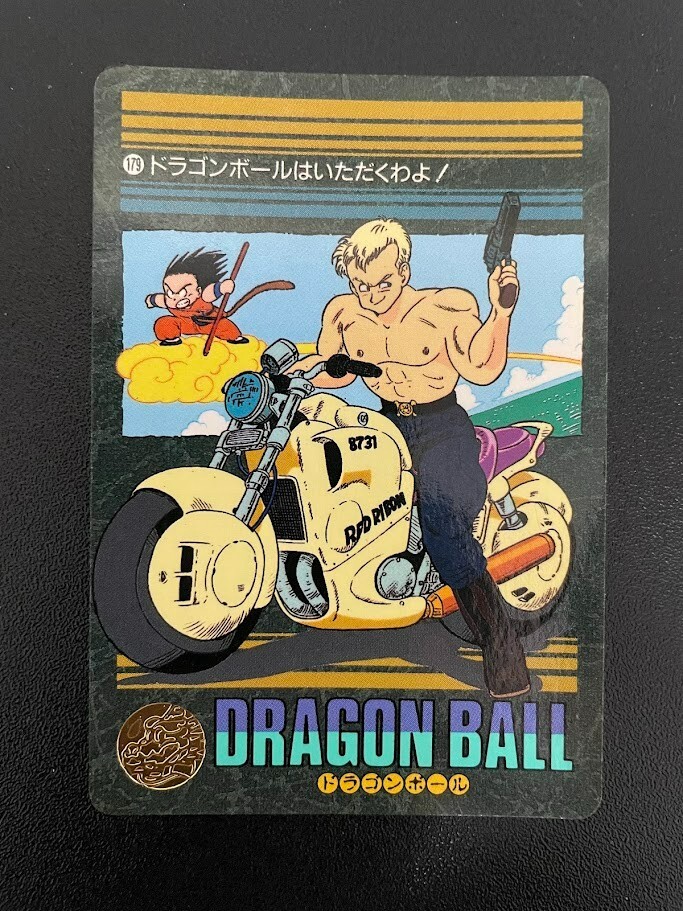 179 ドラゴンボールはいただくわよ！
8731
RED RIBON
DRAGON BALL
ドラゴンボール